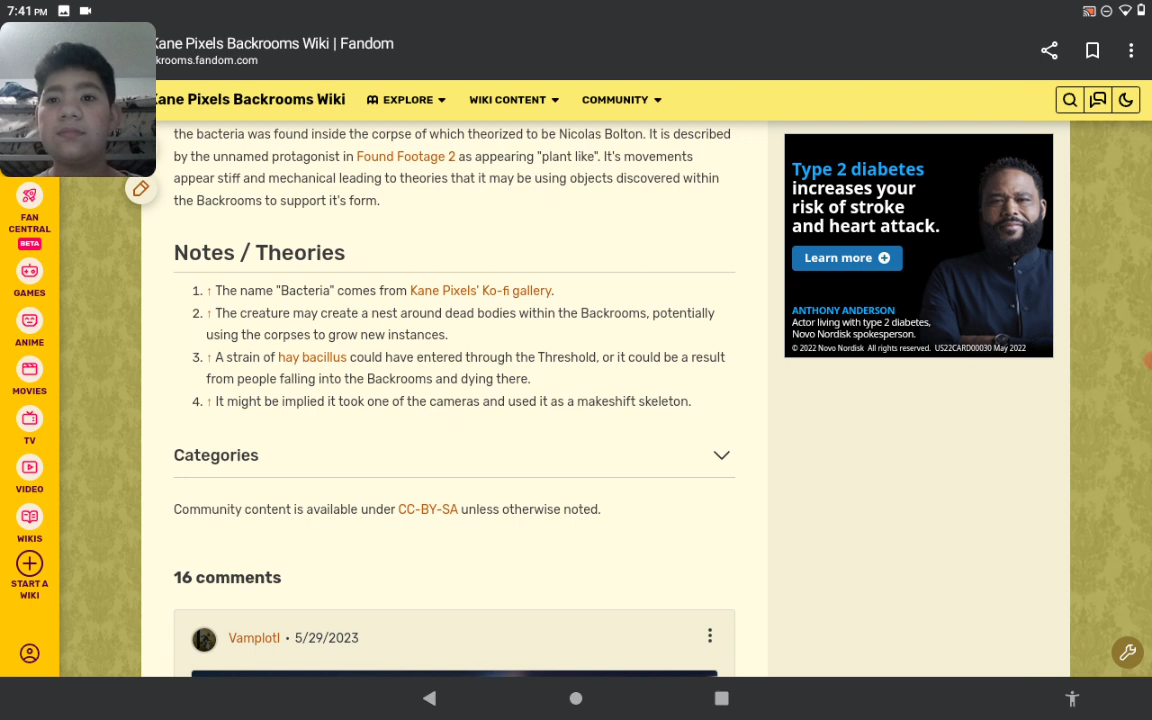 7:41 PM
Kane Pixels Backrooms Wiki | Fandom
krooms.fandom.com
Kane Pixels Backrooms Wiki
EXPLORE
WIKI CONTENT
COMMUNITY
FAN CENTRAL
BETA
GAMES
ANIME
MOVIES
TV
VIDEO
WIKIS
START A WIKI
the bacteria was found inside the corpse of which theorized to be Nicolas Bolton. It is described
by the unnamed protagonist in Found Footage 2 as appearing "plant like". It's movements
appear stiff and mechanical leading to theories that it may be using objects discovered within
the Backrooms to support it's form.
Notes / Theories
1. ↑ The name "Bacteria" comes from Kane Pixels' Ko-fi gallery.
2. ↑ The creature may create a nest around dead bodies within the Backrooms, potentially
using the corpses to grow new instances.
3. ↑ A strain of hay bacillus could have entered through the Threshold, or it could be a result
from people falling into the Backrooms and dying there.
4. ↑ It might be implied it took one of the cameras and used it as a makeshift skeleton.
Categories
Community content is available under CC-BY-SA unless otherwise noted.
16 comments
Vamplotl • 5/29/2023
Type 2 diabetes
increases your
risk of stroke
and heart attack.
Learn more
ANTHONY ANDERSON
Actor living with type 2 diabetes,
Novo Nordisk spokesperson.
© 2022 Novo Nordisk All rights reserved. US22CARD00030 May 2022